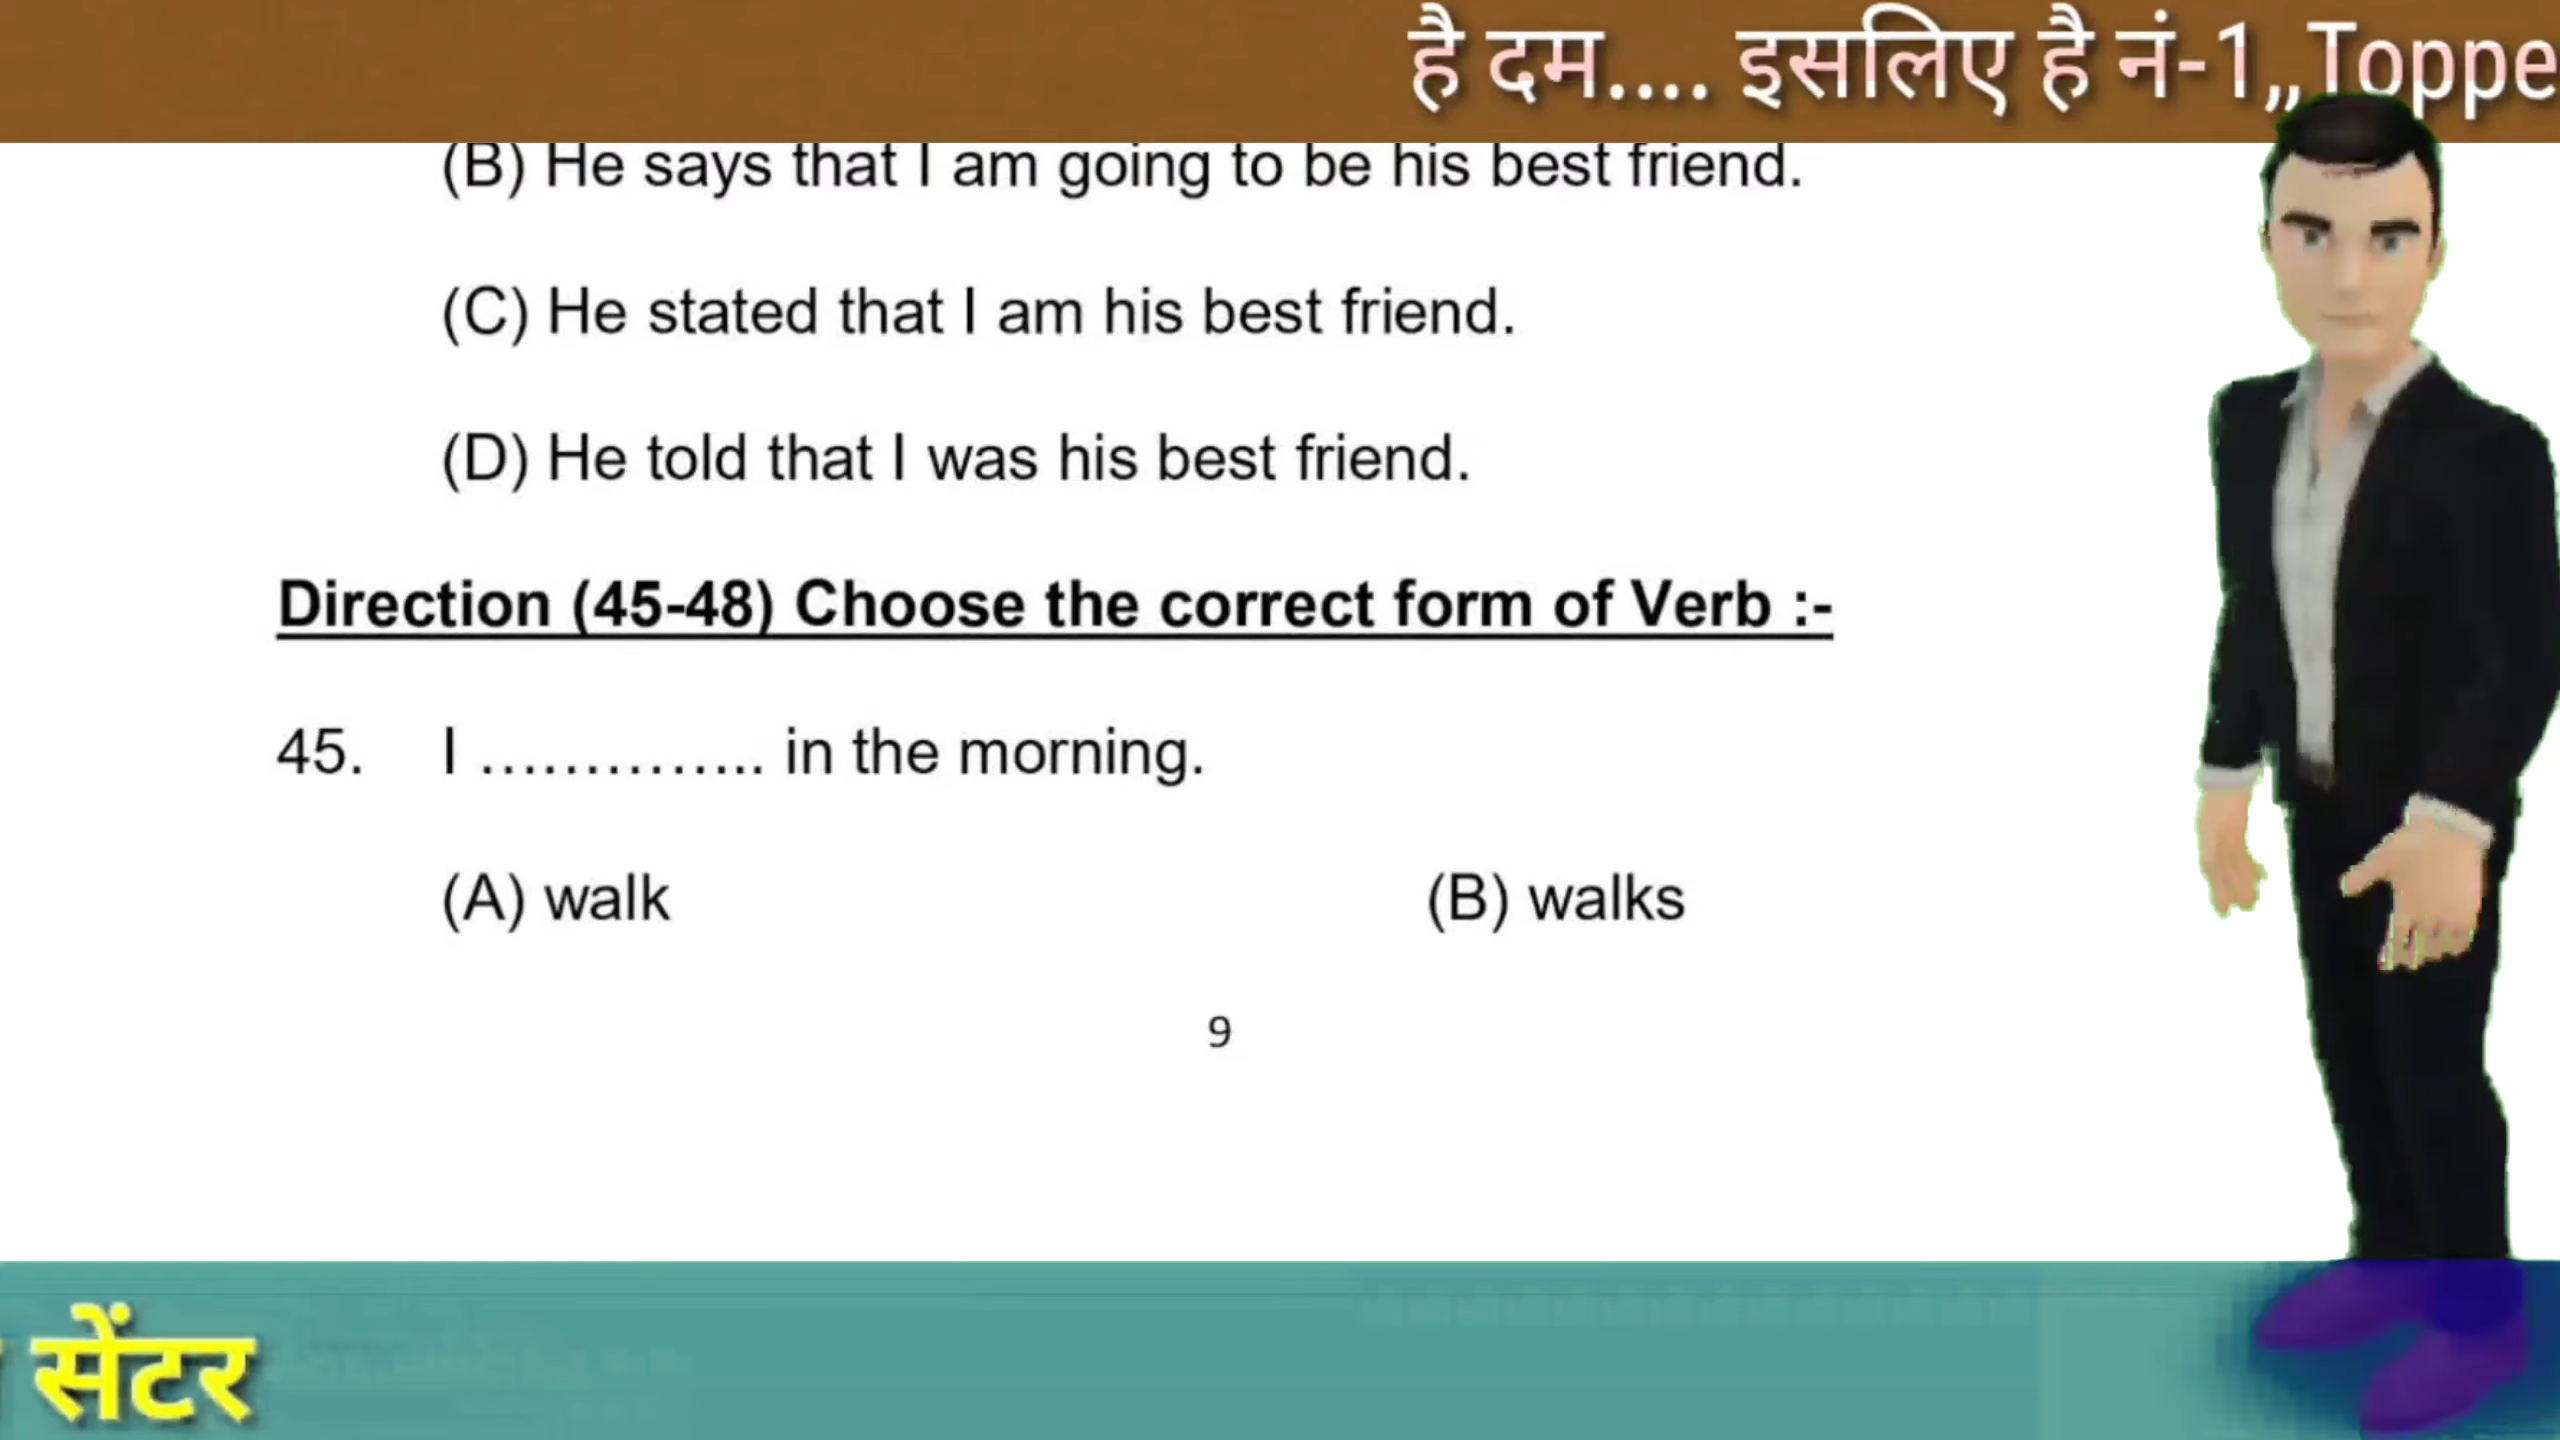 है दम.... इसलिए है नं-1,,Toppe
(B) He says that I am going to be his best friend.
(C) He stated that I am his best friend.
(D) He told that I was his best friend.
Direction (45-48) Choose the correct form of Verb :-
45. I ………….. in the morning.
(A) walk (B) walks
9
सेंटर